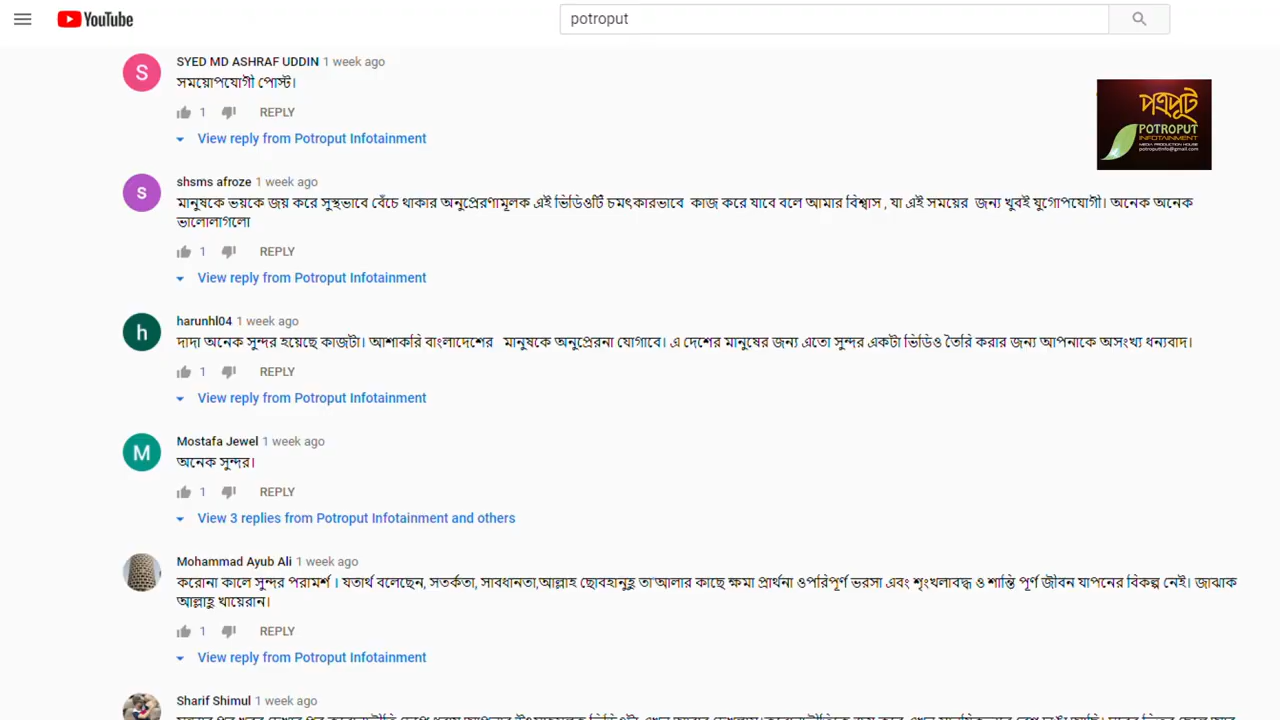 YouTube
potroput
SYED MD ASHRAF UDDIN 1 week ago
সময়োপযোগী পোস্ট।
1 REPLY
View reply from Potroput Infotainment
পত্রপুট
POTROPUT
INFOTAINMENT
MEDIA PRODUCTION HOUSE
potroputinfo@gmail.com
S
shsms afroze 1 week ago
মানুষকে ভয়কে জয় করে সুস্থভাবে বেঁচে থাকার অনুপ্রেরণামূলক এই ভিডিওটি চমৎকারভাবে কাজ করে যাবে বলে আমার বিশ্বাস , যা এই সময়ের জন্য খুবই যুগোপযোগী। অনেক অনেক
ভালোলাগলো
s
1 REPLY
View reply from Potroput Infotainment
harunhl04 1 week ago
h
দাদা অনেক সুন্দর হয়েছে কাজটা। আশাকরি বাংলাদেশের মানুষকে অনুপ্রেরনা যোগাবে। এ দেশের মানুষের জন্য এতো সুন্দর একটা ভিডিও তৈরি করার জন্য আপনাকে অসংখ্য ধন্যবাদ।
1 REPLY
View reply from Potroput Infotainment
Mostafa Jewel 1 week ago
M
অনেক সুন্দর।
1 REPLY
View 3 replies from Potroput Infotainment and others
Mohammad Ayub Ali 1 week ago
করোনা কালে সুন্দর পরামর্শ । যতার্থ বলেছেন, সতর্কতা, সাবধানতা,আল্লাহ ছোবহানুহু তা'আলার কাছে ক্ষমা প্রার্থনা ওপরিপূর্ণ ভরসা এবং শৃংখলাবদ্ধ ও শান্তি পূর্ণ জীবন যাপনের বিকল্প নেই। জাঝাক
আল্লাহু খায়েরান।
1 REPLY
View reply from Potroput Infotainment
Sharif Shimul 1 week ago